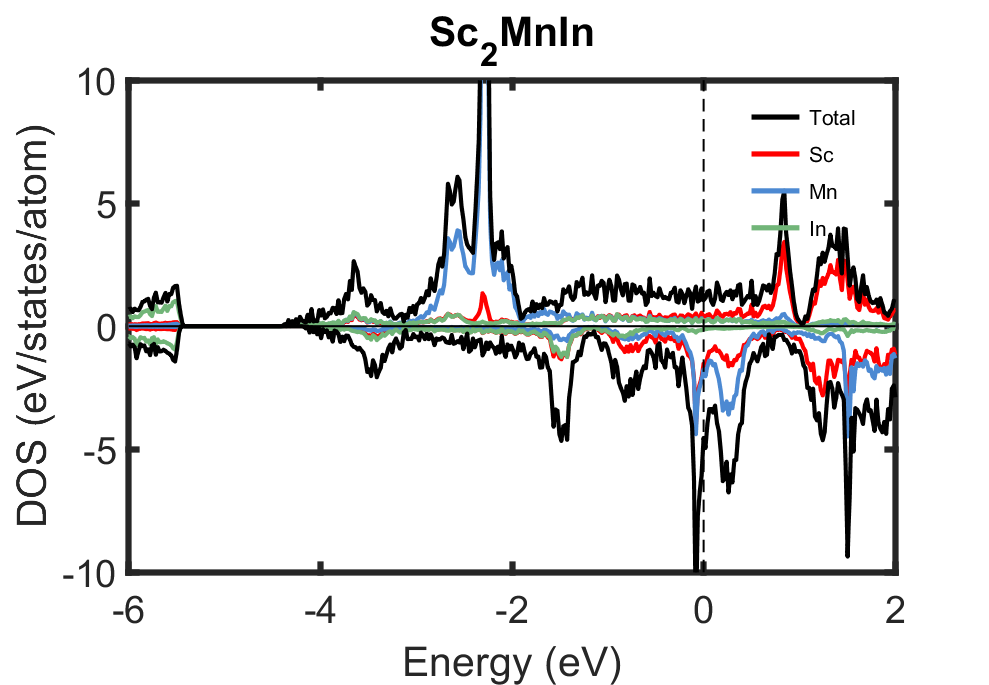 Sc2MnIn
10
5
0
-5
-10
DOS (eV/states/atom)
Total
Sc
Mn
In
-6
-4
-2
0
2
Energy (eV)